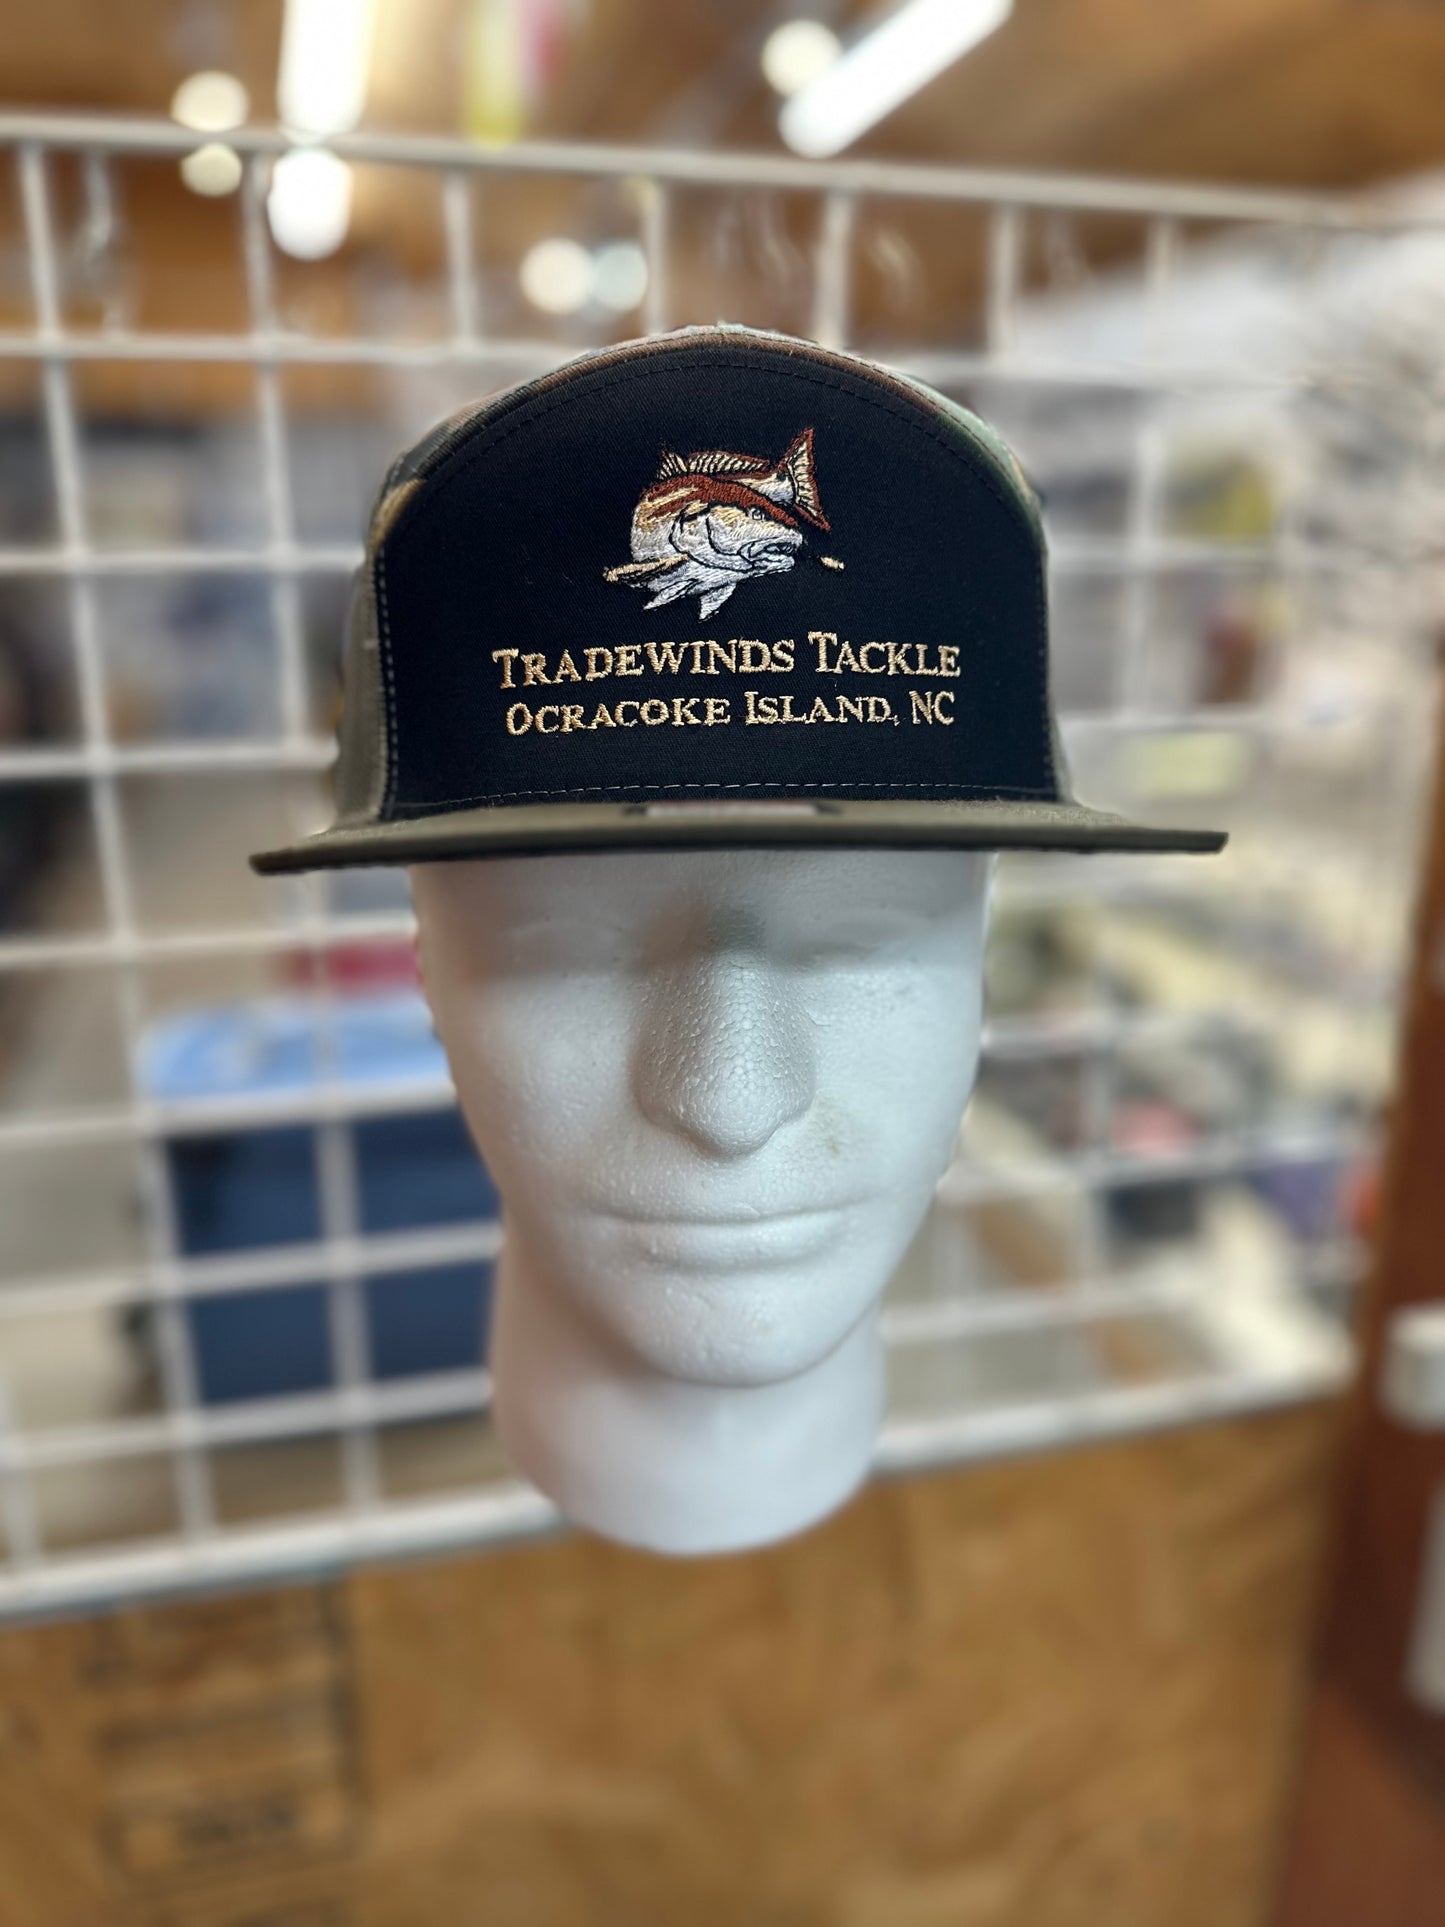 Tradewinds Tackle
Ocracoke Island, NC